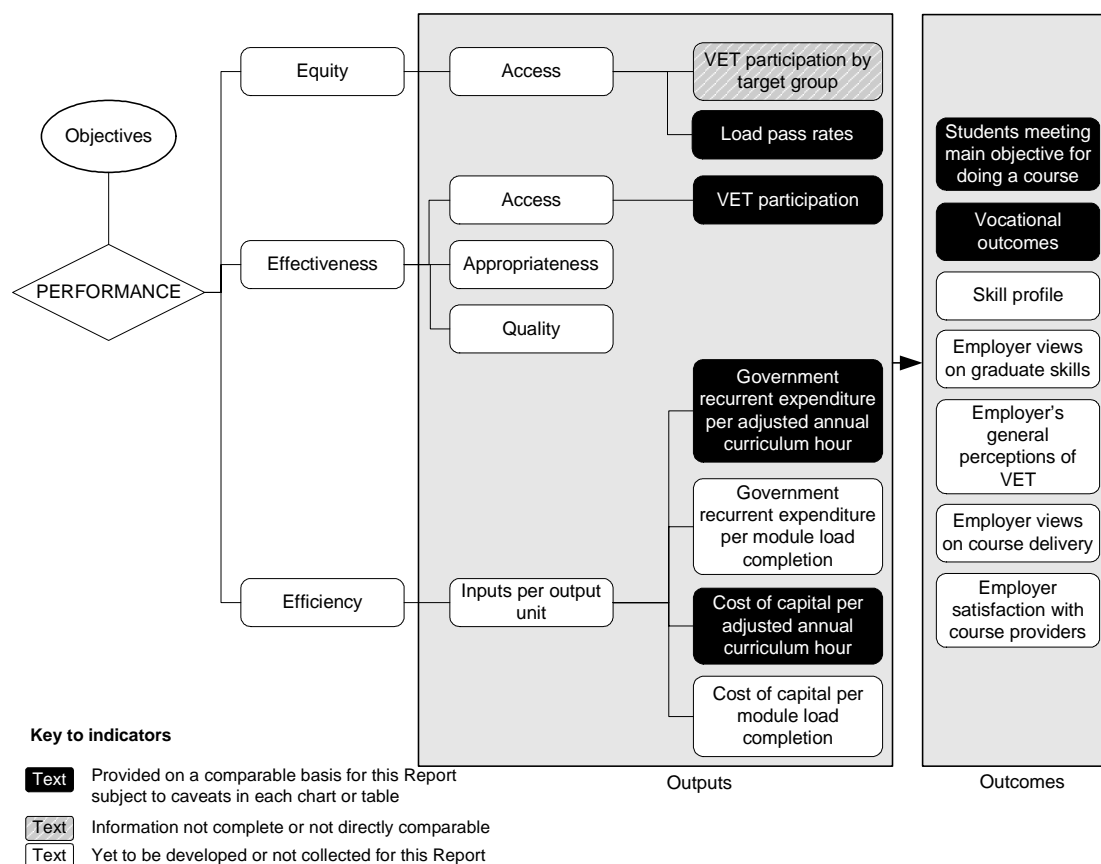 Objectives
PERFORMANCE
Equity
Access
VET participation by
target group
Load pass rates
Effectiveness
Access
VET participation
Appropriateness
Quality
Efficiency
Inputs per output
unit
Government
recurrent expenditure
per adjusted annual
curriculum hour
Government
recurrent expenditure
per module load
completion
Cost of capital per
adjusted annual
curriculum hour
Cost of capital per
module load
completion
Outputs
Students meeting
main objective for
doing a course
Vocational
outcomes
Skill profile
Employer views
on graduate skills
Employer’s
general
perceptions of
VET
Employer views
on course delivery
Employer
satisfaction with
course providers
Outcomes
Key to indicators
Text Provided on a comparable basis for this Report
subject to caveats in each chart or table
Text Information not complete or not directly comparable
Text Yet to be developed or not collected for this Report